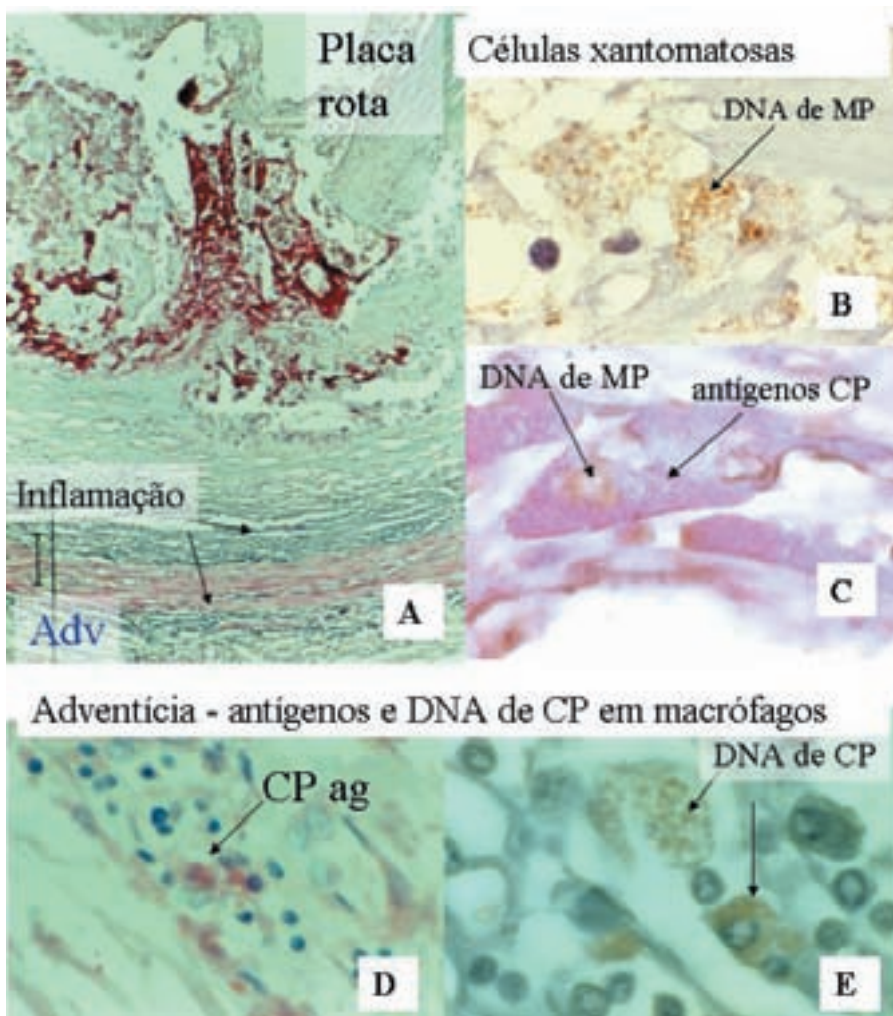 Placa
rota
Células xantomatosas
DNA de MP
B
DNA de MP
antígenos CP
C
Inflamação
Adv
A
Adventícia - antígenos e DNA de CP em macrófagos
CP ag
D
DNA de CP
E